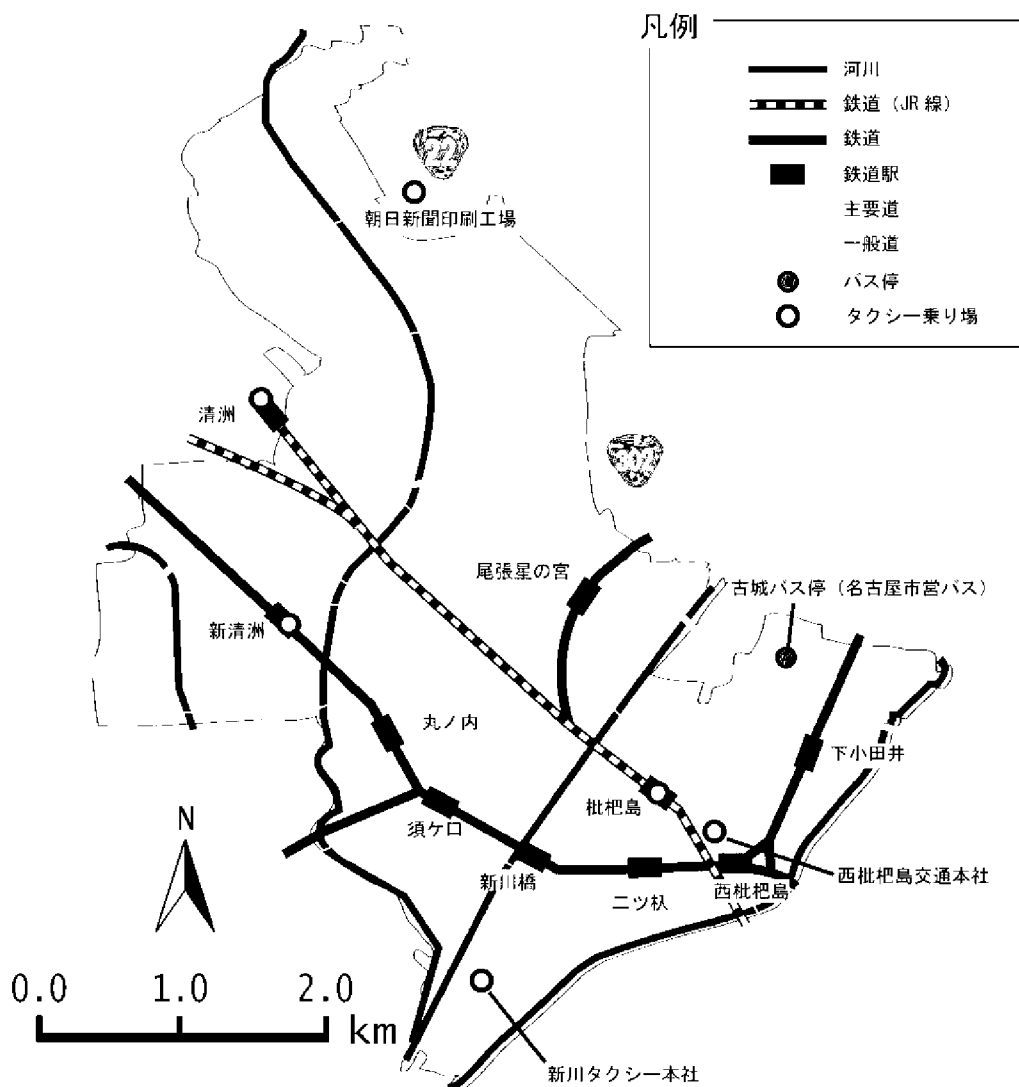 凡例
河川
鉄道（JR線）
鉄道
鉄道駅
主要道
一般道
バス停
タクシー乗り場
22
朝日新聞印刷工場
清洲
302
尾張星の宮
古城バス停（名古屋市営バス）
新清洲
丸ノ内
下小田井
枇杷島
須ケ口
新川橋
二ツ杁
西枇杷島
西枇杷島交通本社
N
0.0 1.0 2.0
km
新川タクシー本社